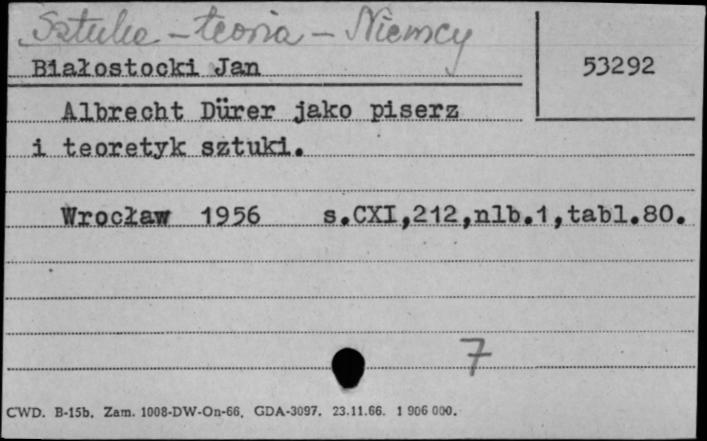 Sztuka - teoria - Niemcy
Białostocki Jan
53292
Albrecht Dürer jako piserz
i teoretyk sztuki.
Wrocław 1956 s.CXI,212,nlb.1,tabl.80.
7
CWD. B-15b. Zam. 1008-DW-On-66. GDA-3097. 23.11.66. 1 906 000.